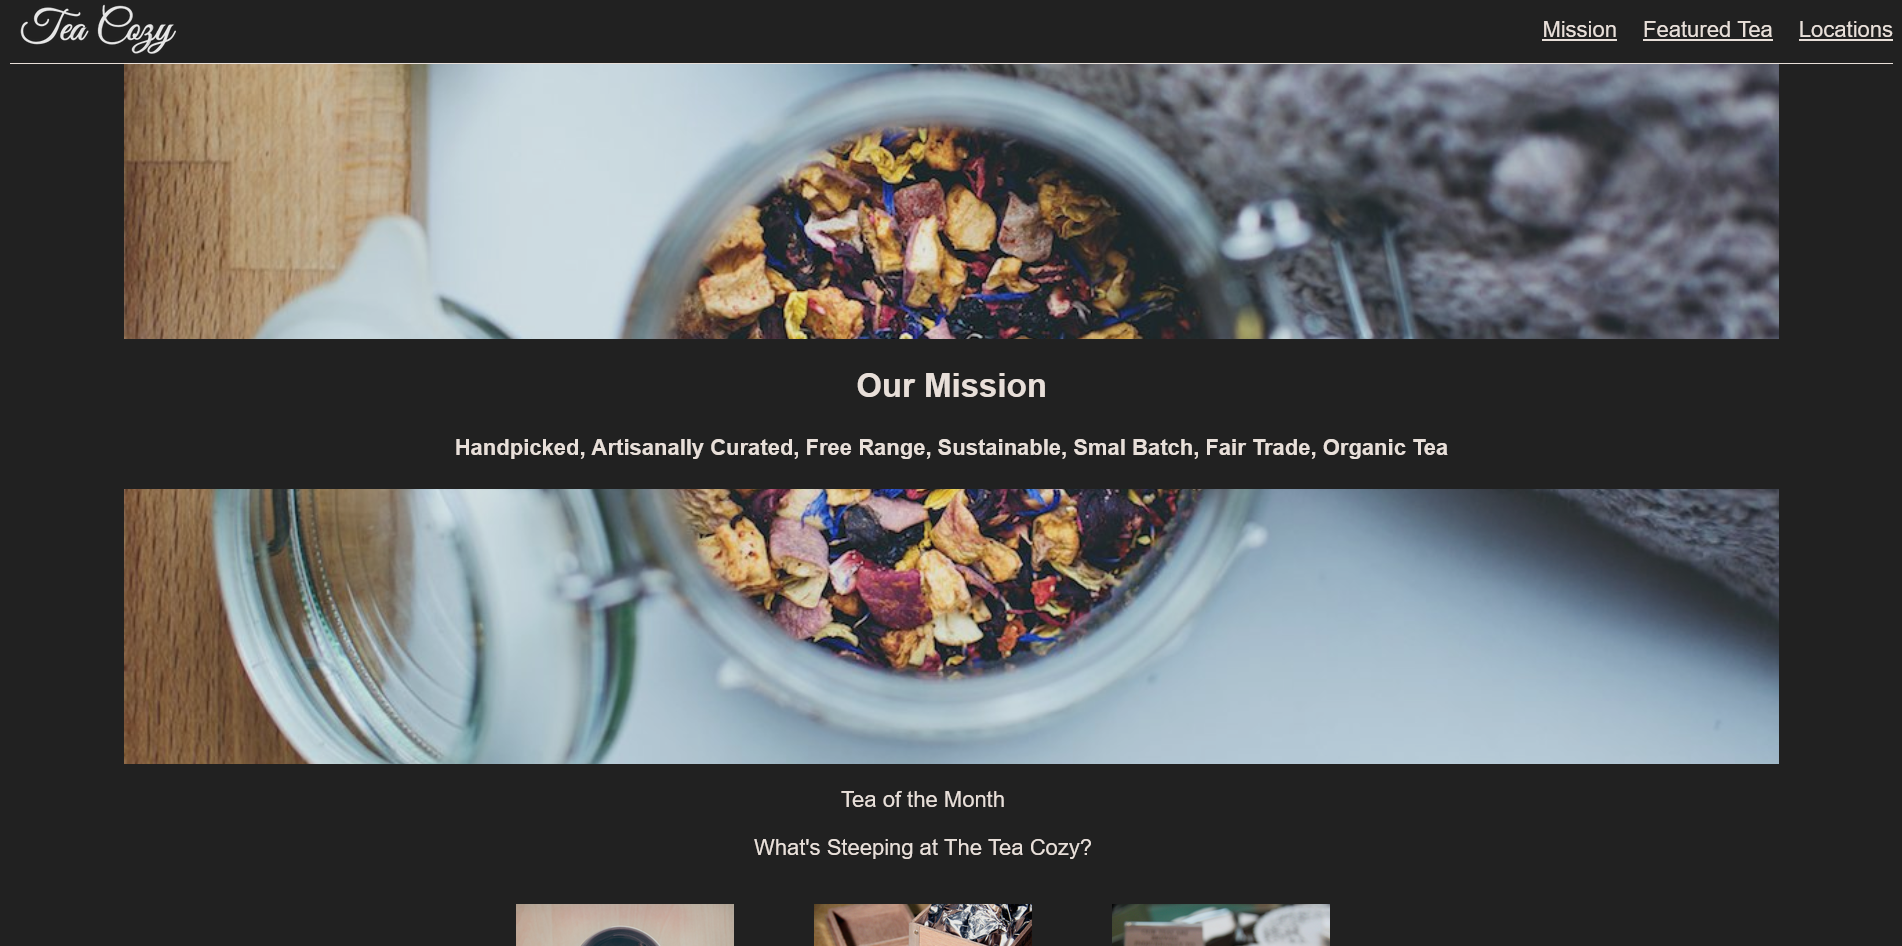 Tea Cozy
Mission Featured Tea Locations
Our Mission
Handpicked, Artisanally Curated, Free Range, Sustainable, Smal Batch, Fair Trade, Organic Tea
Tea of the Month
What's Steeping at The Tea Cozy?